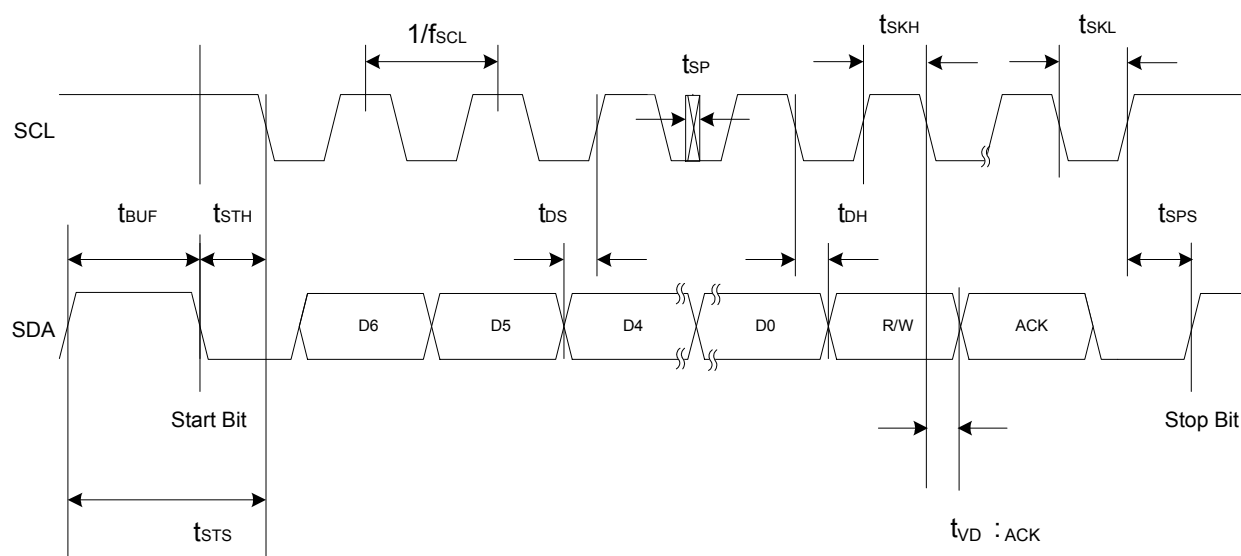 1/fSCL
tSP
tSKH
tSKL
SCL
tBUF
tSTH
tDS
tDH
tSPS
SDA
D6
D5
D4
D0
R/W
ACK
Start Bit
Stop Bit
tSTS
tVD :ACK